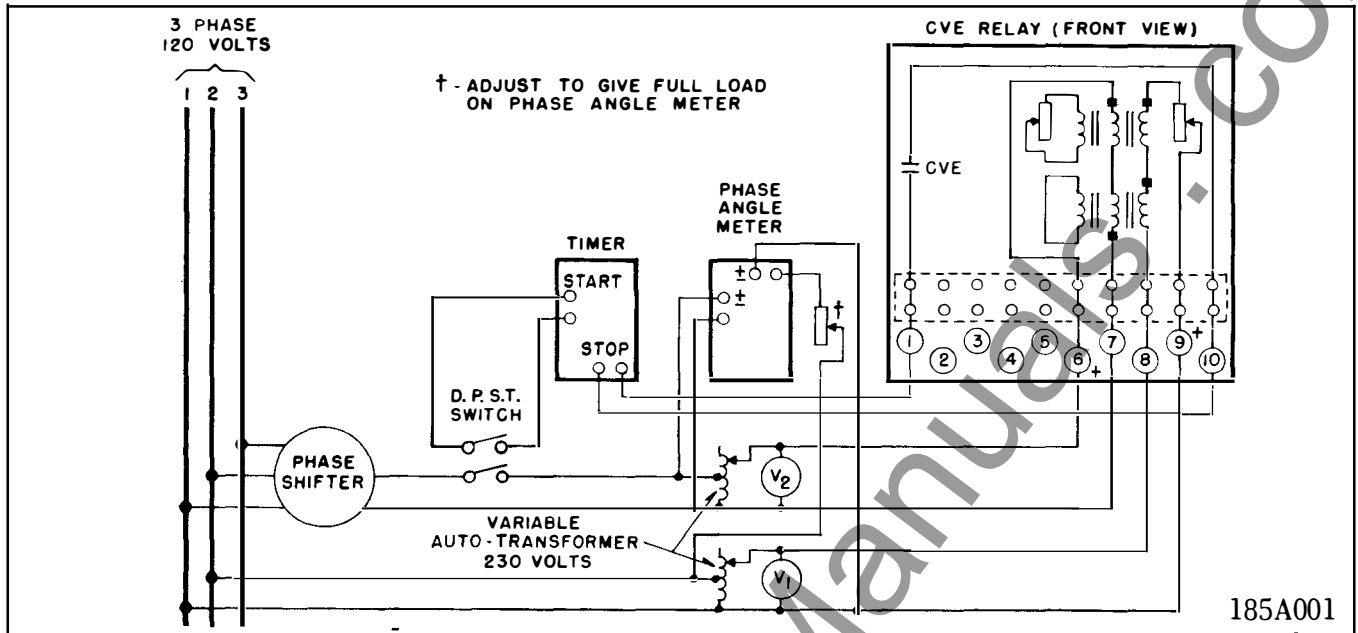 3 PHASE
120 VOLTS
1 2 3
† - ADJUST TO GIVE FULL LOAD
ON PHASE ANGLE METER
CVE RELAY (FRONT VIEW)
CVE
PHASE
ANGLE
METER
TIMER
START
STOP
±
±
†
1 2 3 4 5 6 + 7 8 9 + 10
D. P. S. T.
SWITCH
PHASE
SHIFTER
V2
VARIABLE
AUTO-TRANSFORMER
230 VOLTS
V1
185A001
Manuals.co